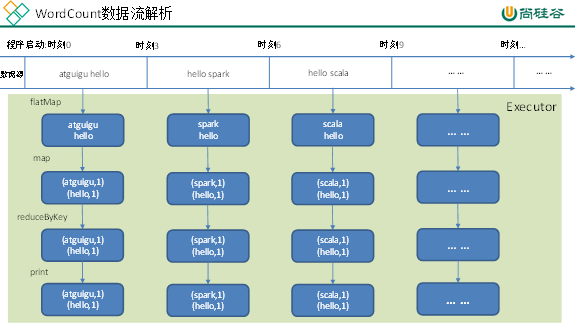 WordCount数据流解析
尚硅谷
程序启动:时刻0 时刻3 时刻6 时刻9 时刻...
数据源 atguigu hello hello spark hello scala ... ... ... ...
Executor
flatMap
atguigu spark scala ... ...
hello hello hello
map
(atguigu,1) (spark,1) (scala,1) ... ...
(hello,1) (hello,1) (hello,1)
reduceByKey
(atguigu,1) (spark,1) (scala,1) ... ...
(hello,1) (hello,1) (hello,1)
print
(atguigu,1) (spark,1) (scala,1) ... ...
(hello,1) (hello,1) (hello,1)